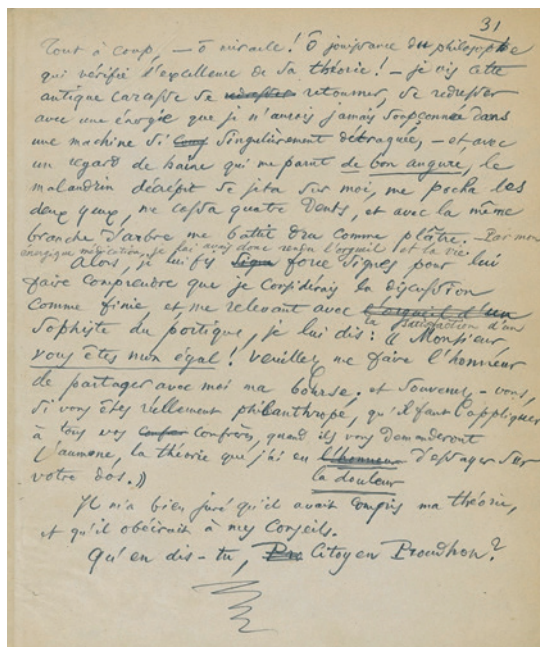 31
Tout à coup, — ô miracle! Ô jouissance du philosophe
qui vérifie l'excellence de sa théorie! — je vis cette
antique carcasse se retourner, se redresser
avec une énergie que je n'aurais jamais soupçonnée dans
une machine si singulièrement détraquée, — et avec
un regard de haine qui me parut de bon augure, le
malandrin décrépit se jeta sur moi, me pocha les
deux yeux, me cassa quatre dents, et avec la même
branche d'arbre me battit dru comme plâtre. — Par mon
énergique médication, je lui avais donc rendu l'orgueil et la vie.
Alors, je lui fis signe force signes pour lui
faire comprendre que je considérais la discussion
comme finie et me relevant avec l'orgueil d'un
la satisfaction d'un
sophiste du portique, je lui dis: « Monsieur,
vous êtes mon égal! Veuillez me faire l'honneur
de partager avec moi ma bourse. et souvenez-vous,
si vous êtes réellement philanthrope, qu'il faut appliquer
à tous vos confrères, quand ils vous demanderont
l'aumône, la théorie que j'ai eu l'honneur d'essayer sur
la douleur
votre dos. »
Il m'a bien juré qu'il avait compris ma théorie,
et qu'il obéirait à mes conseils.
Qu'en dis-tu, Citoyen Proudhon?